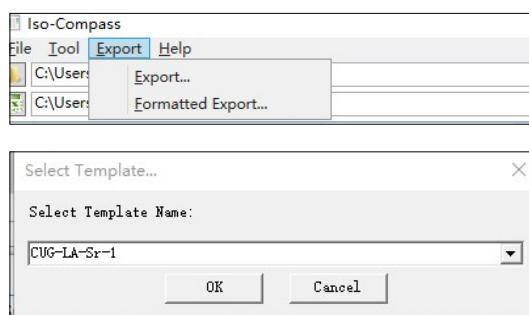 Iso-Compass
File Tool Export Help
C:\Users
Export...
C:\Users
Formatted Export...
Select Template...
Select Template Name:
CUG-LA-Sr-1
OK Cancel